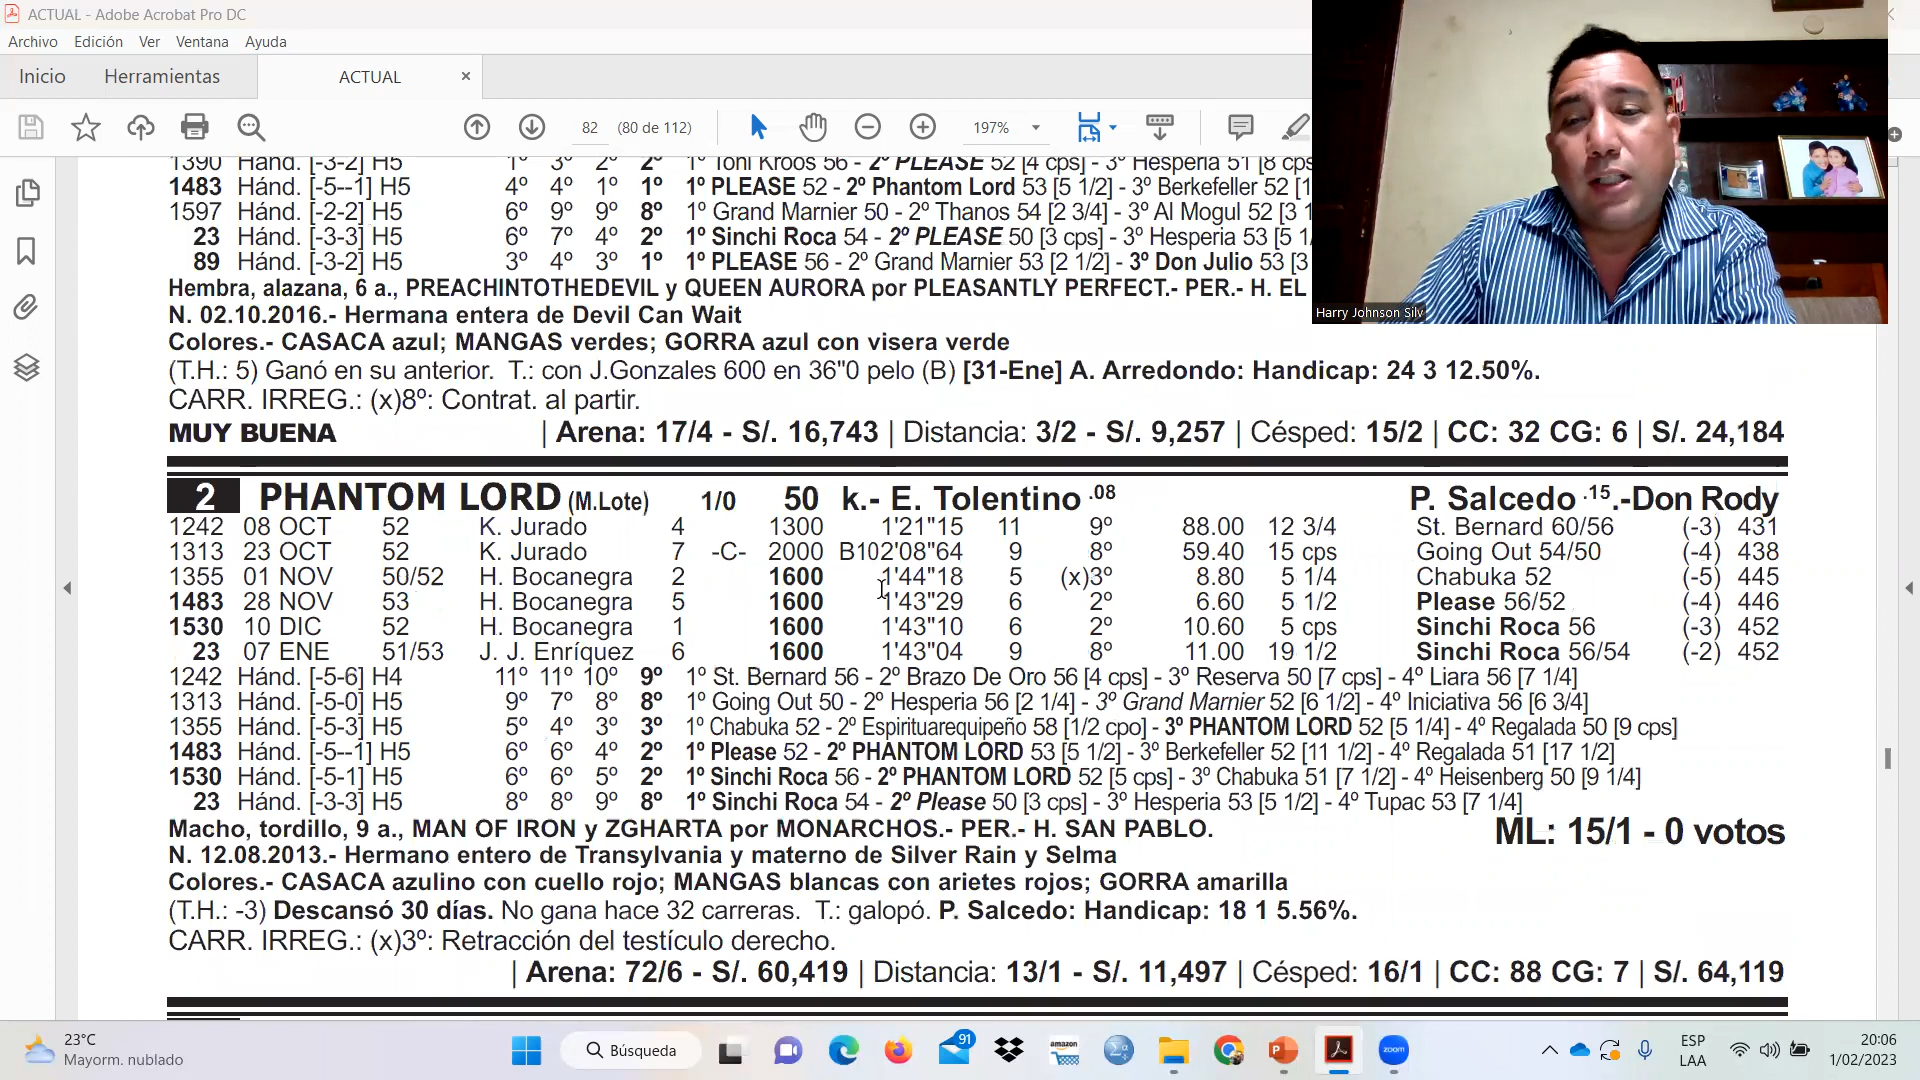 ACTUAL - Adobe Acrobat Pro DC
Archivo Edición Ver Ventana Ayuda
Inicio Herramientas ACTUAL ×
82 (80 de 112) 197%
1390 Hánd. [-3-2] H5 1º 3º 2º 2º 1º Toni Kroos 56 - 2º PLEASE 52 [4 cps] - 3º Hesperia 51 [8 cps
1483 Hánd. [-5--1] H5 4º 4º 1º 1º 1º PLEASE 52 - 2º Phantom Lord 53 [5 1/2] - 3º Berkefeller 52 [1
1597 Hánd. [-2-2] H5 6º 9º 9º 8º 1º Grand Marnier 50 - 2º Thanos 54 [2 3/4] - 3º Al Mogul 52 [3 1
23 Hánd. [-3-3] H5 6º 7º 4º 2º 1º Sinchi Roca 54 - 2º PLEASE 50 [3 cps] - 3º Hesperia 53 [5 1/
89 Hánd. [-3-2] H5 3º 4º 3º 1º 1º PLEASE 56 - 2º Grand Marnier 53 [2 1/2] - 3º Don Julio 53 [3
Hembra, alazana, 6 a., PREACHINTOTHEDEVIL y QUEEN AURORA por PLEASANTLY PERFECT.- PER.- H. EL
N. 02.10.2016.- Hermana entera de Devil Can Wait
Colores.- CASACA azul; MANGAS verdes; GORRA azul con visera verde
(T.H.: 5) Ganó en su anterior. T.: con J.Gonzales 600 en 36"0 pelo (B) [31-Ene] A. Arredondo: Handicap: 24 3 12.50%.
CARR. IRREG.: (x)8º: Contrat. al partir.
MUY BUENA | Arena: 17/4 - S/. 16,743 | Distancia: 3/2 - S/. 9,257 | Césped: 15/2 | CC: 32 CG: 6 | S/. 24,184
2 PHANTOM LORD (M.Lote) 1/0 50 k.- E. Tolentino .08 P. Salcedo .15.-Don Rody
1242 08 OCT 52 K. Jurado 4 1300 1'21"15 11 9º 88.00 12 3/4 St. Bernard 60/56 (-3) 431
1313 23 OCT 52 K. Jurado 7 -C- 2000 B102'08"64 9 8º 59.40 15 cps Going Out 54/50 (-4) 438
1355 01 NOV 50/52 H. Bocanegra 2 1600 1'44"18 5 (x)3º 8.80 5 1/4 Chabuka 52 (-5) 445
1483 28 NOV 53 H. Bocanegra 5 1600 1'43"29 6 2º 6.60 5 1/2 Please 56/52 (-4) 446
1530 10 DIC 52 H. Bocanegra 1 1600 1'43"10 6 2º 10.60 5 cps Sinchi Roca 56 (-3) 452
23 07 ENE 51/53 J. J. Enríquez 6 1600 1'43"04 9 8º 11.00 19 1/2 Sinchi Roca 56/54 (-2) 452
1242 Hánd. [-5-6] H4 11º 11º 10º 9º 1º St. Bernard 56 - 2º Brazo De Oro 56 [4 cps] - 3º Reserva 50 [7 cps] - 4º Liara 56 [7 1/4]
1313 Hánd. [-5-0] H5 9º 7º 8º 8º 1º Going Out 50 - 2º Hesperia 56 [2 1/4] - 3º Grand Marnier 52 [6 1/2] - 4º Iniciativa 56 [6 3/4]
1355 Hánd. [-5-3] H5 5º 4º 3º 3º 1º Chabuka 52 - 2º Espirituarequipeño 58 [1/2 cpo] - 3º PHANTOM LORD 52 [5 1/4] - 4º Regalada 50 [9 cps]
1483 Hánd. [-5--1] H5 6º 6º 4º 2º 1º Please 52 - 2º PHANTOM LORD 53 [5 1/2] - 3º Berkefeller 52 [11 1/2] - 4º Regalada 51 [17 1/2]
1530 Hánd. [-5-1] H5 6º 6º 5º 2º 1º Sinchi Roca 56 - 2º PHANTOM LORD 52 [5 cps] - 3º Chabuka 51 [7 1/2] - 4º Heisenberg 50 [9 1/4]
23 Hánd. [-3-3] H5 8º 8º 9º 8º 1º Sinchi Roca 54 - 2º Please 50 [3 cps] - 3º Hesperia 53 [5 1/2] - 4º Tupac 53 [7 1/4]
Macho, tordillo, 9 a., MAN OF IRON y ZGHARTA por MONARCHOS.- PER.- H. SAN PABLO. ML: 15/1 - 0 votos
N. 12.08.2013.- Hermano entero de Transylvania y materno de Silver Rain y Selma
Colores.- CASACA azulino con cuello rojo; MANGAS blancas con arietes rojos; GORRA amarilla
(T.H.: -3) Descansó 30 días. No gana hace 32 carreras. T.: galopó. P. Salcedo: Handicap: 18 1 5.56%.
CARR. IRREG.: (x)3º: Retracción del testículo derecho.
| Arena: 72/6 - S/. 60,419 | Distancia: 13/1 - S/. 11,497 | Césped: 16/1 | CC: 88 CG: 7 | S/. 64,119
Harry Johnson Silv
23°C
Mayorm. nublado
Búsqueda
91
amazon
zoom
ESP
LAA
20:06
1/02/2023